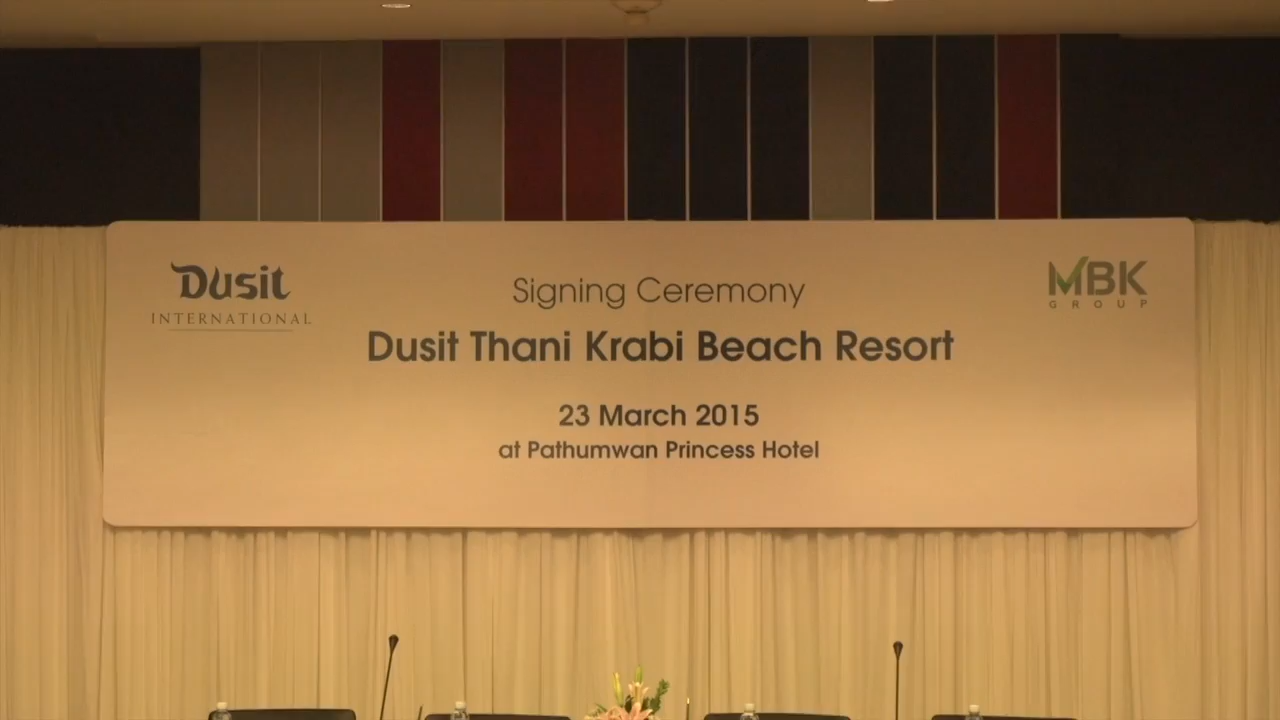 Dusit
INTERNATIONAL
Signing Ceremony
MBK
GROUP
Dusit Thani Krabi Beach Resort
23 March 2015
at Pathumwan Princess Hotel